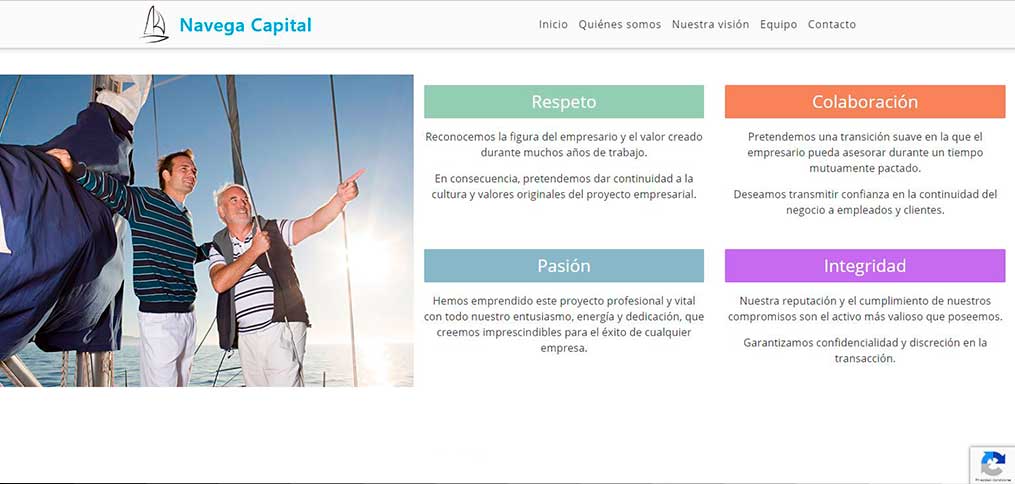 Navega Capital
Inicio Quiénes somos Nuestra visión Equipo Contacto
Respeto
Reconocemos la figura del empresario y el valor creado
durante muchos años de trabajo.
En consecuencia, pretendemos dar continuidad a la
cultura y valores originales del proyecto empresarial.
Colaboración
Pretendemos una transición suave en la que el
empresario pueda asesorar durante un tiempo
mutuamente pactado.
Deseamos transmitir confianza en la continuidad del
negocio a empleados y clientes.
Pasión
Hemos emprendido este proyecto profesional y vital
con todo nuestro entusiasmo, energía y dedicación, que
creemos imprescindibles para el éxito de cualquier
empresa.
Integridad
Nuestra reputación y el cumplimiento de nuestros
compromisos son el activo más valioso que poseemos.
Garantizamos confidencialidad y discreción en la
transacción.